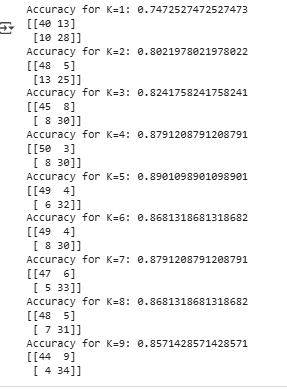 Accuracy for K=1: 0.7472527472527473
[[40 13]
 [10 28]]
Accuracy for K=2: 0.8021978021978022
[[48  5]
 [13 25]]
Accuracy for K=3: 0.8241758241758241
[[45  8]
 [ 8 30]]
Accuracy for K=4: 0.8791208791208791
[[50  3]
 [ 8 30]]
Accuracy for K=5: 0.8901098901098901
[[49  4]
 [ 6 32]]
Accuracy for K=6: 0.8681318681318682
[[49  4]
 [ 8 30]]
Accuracy for K=7: 0.8791208791208791
[[47  6]
 [ 5 33]]
Accuracy for K=8: 0.8681318681318682
[[48  5]
 [ 7 31]]
Accuracy for K=9: 0.8571428571428571
[[44  9]
 [ 4 34]]